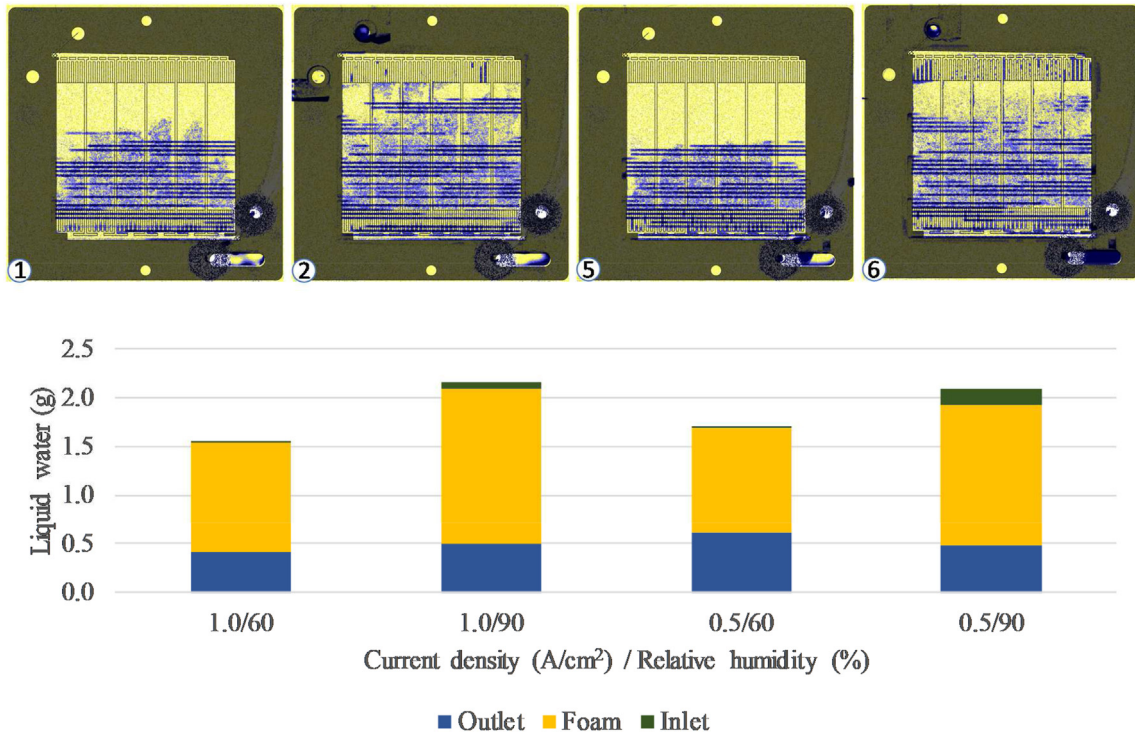 1
2
5
6
2.5
2.0
1.5
1.0
0.5
0.0
Liquid water (g)
1.0/60
1.0/90
0.5/60
0.5/90
Current density (A/cm²) / Relative humidity (%)
Outlet
Foam
Inlet